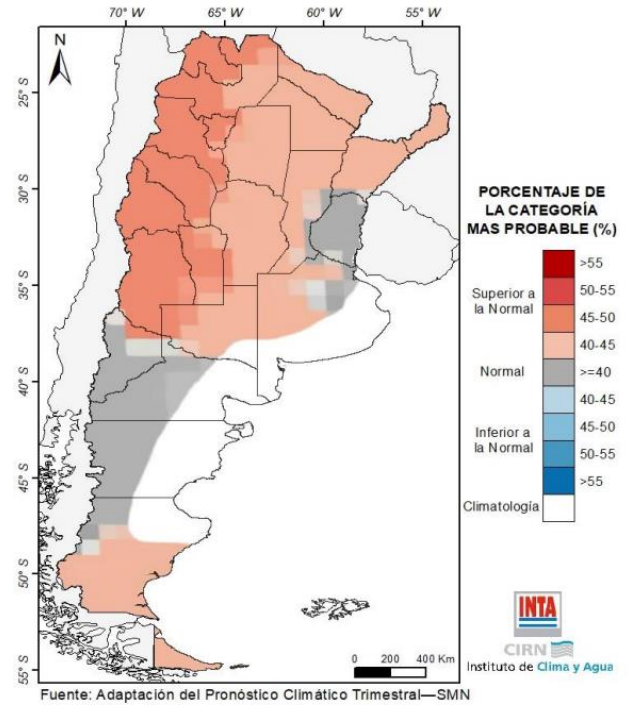 70° W
65° W
60° W
55° W
N
25° S
30° S
35° S
40° S
45° S
50° S
55° S
PORCENTAJE DE
LA CATEGORÍA
MAS PROBABLE (%)
Superior a
la Normal
Normal
Inferior a
la Normal
Climatología
>55
50-55
45-50
40-45
>=40
40-45
45-50
50-55
>55
INTA
CIRN
Instituto de Clima y Agua
0 200 400 Km
Fuente: Adaptación del Pronóstico Climático Trimestral—SMN